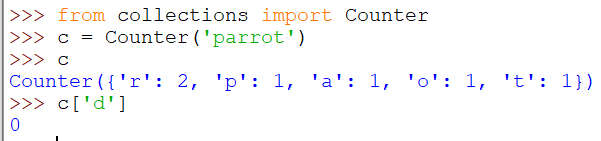 >>> from collections import Counter
>>> c = Counter('parrot')
>>> c
Counter({'r': 2, 'p': 1, 'a': 1, 'o': 1, 't': 1})
>>> c['d']
0